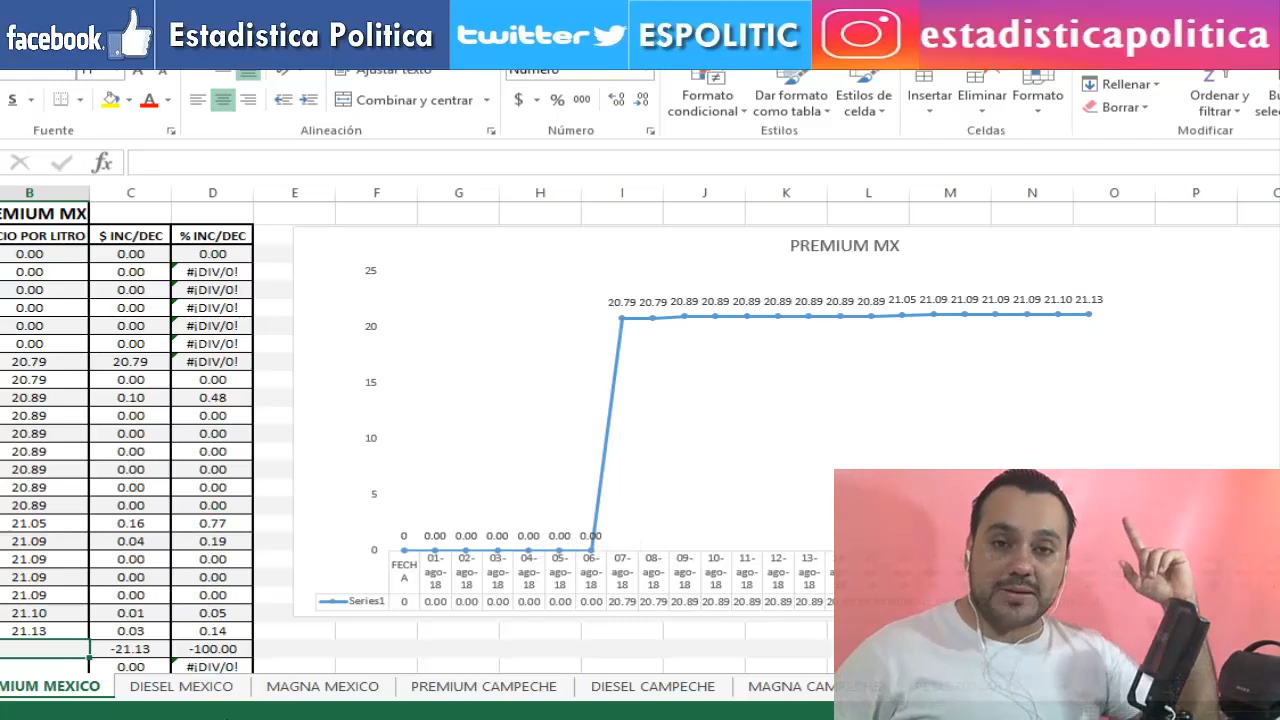 facebook. Estadistica Politica twitter ESPOLITIC estadisticapolitica
Ajustar texto Número
S Combinar y centrar $ % 000 Formato condicional Dar formato como tabla Estilos de celda Insertar Eliminar Formato Rellenar Borrar Ordenar y filtrar
Fuente Alineación Número Estilos Celdas Modificar
fx
B C D E F G H I J K L M N O P
EMIUM MX
CIO POR LITRO $ INC/DEC % INC/DEC
0.00 0.00 0.00
0.00 0.00 #¡DIV/0!
0.00 0.00 #¡DIV/0!
0.00 0.00 #¡DIV/0!
0.00 0.00 #¡DIV/0!
0.00 0.00 #¡DIV/0!
20.79 20.79 #¡DIV/0!
20.79 0.00 0.00
20.89 0.10 0.48
20.89 0.00 0.00
20.89 0.00 0.00
20.89 0.00 0.00
20.89 0.00 0.00
20.89 0.00 0.00
20.89 0.00 0.00
21.05 0.16 0.77
21.09 0.04 0.19
21.09 0.00 0.00
21.09 0.00 0.00
21.09 0.00 0.00
21.10 0.01 0.05
21.13 0.03 0.14
-21.13 -100.00
0.00 #¡DIV/0!
PREMIUM MX
25
20.79 20.79 20.89 20.89 20.89 20.89 20.89 20.89 20.89 21.05 21.09 21.09 21.09 21.09 21.10 21.13
20
15
10
5
0 0.00 0.00 0.00 0.00 0.00 0.00
0
FECHA 01-ago-18 02-ago-18 03-ago-18 04-ago-18 05-ago-18 06-ago-18 07-ago-18 08-ago-18 09-ago-18 10-ago-18 11-ago-18 12-ago-18 13-ago-18
Series1 0 0.00 0.00 0.00 0.00 0.00 0.00 20.79 20.79 20.89 20.89 20.89 20.89 20.89
MIUM MEXICO DIESEL MEXICO MAGNA MEXICO PREMIUM CAMPECHE DIESEL CAMPECHE MAGNA CAMPECHE